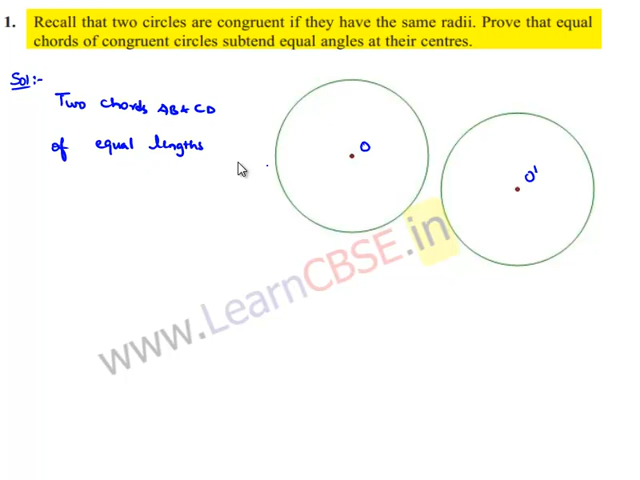 1. Recall that two circles are congruent if they have the same radii. Prove that equal
chords of congruent circles subtend equal angles at their centres.
Sol:-
Two chords AB & CD
of equal lengths
O
O'
www.LearnCBSE.in